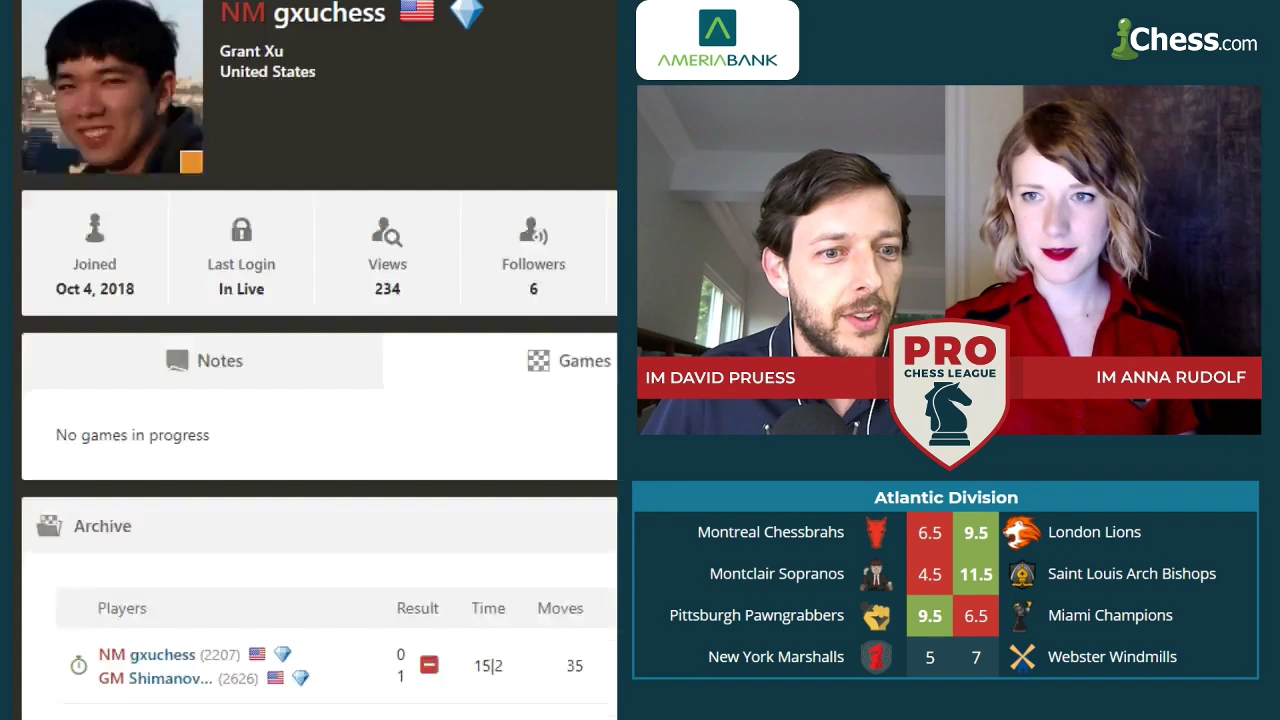 NM gxuchess
Grant Xu
United States
Joined
Oct 4, 2018
Last Login
In Live
Views
234
Followers
6
Notes
Games
No games in progress
Archive
Players Result Time Moves
NM gxuchess (2207) 0
GM Shimanov... (2626) 1
15|2 35
AMERIABANK
Chess.com
IM DAVID PRUESS
PRO
CHESS LEAGUE
IM ANNA RUDOLF
Atlantic Division
Montreal Chessbrahs 6.5 9.5 London Lions
Montclair Sopranos 4.5 11.5 Saint Louis Arch Bishops
Pittsburgh Pawngrabbers 9.5 6.5 Miami Champions
New York Marshalls 5 7 Webster Windmills